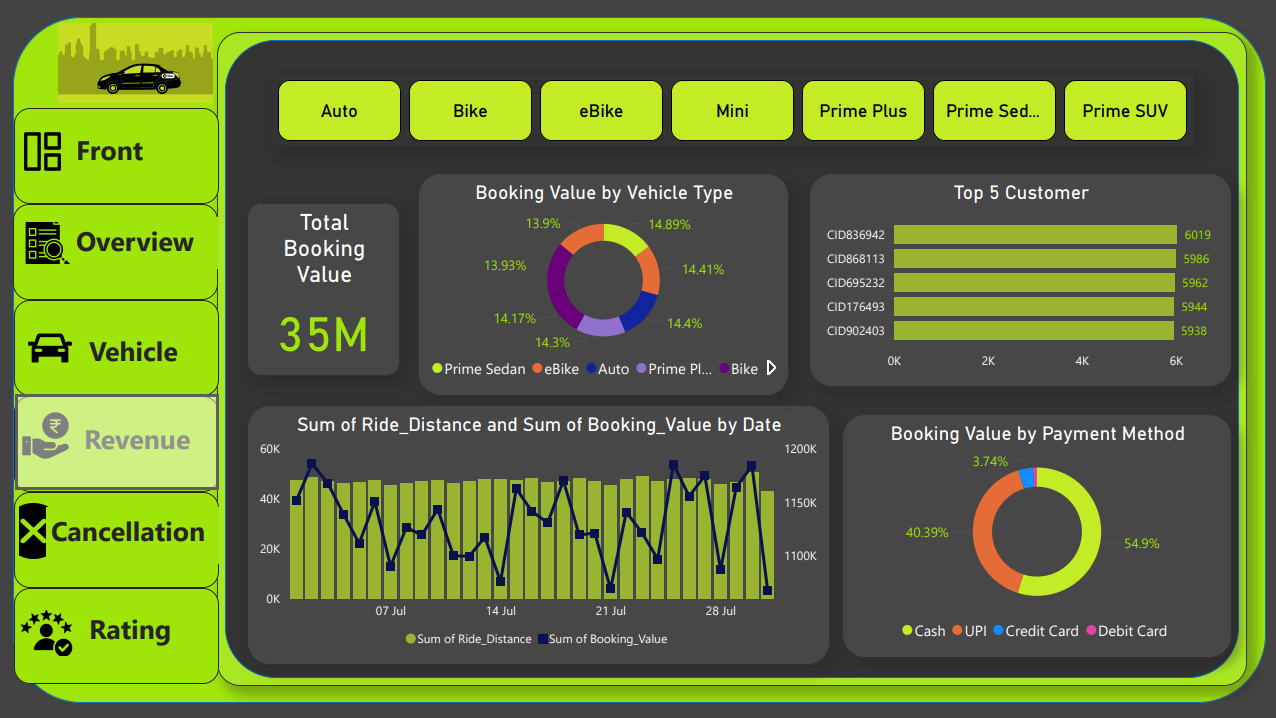 Front
Overview
Vehicle
₹
Revenue
Cancellation
Rating
Auto
Bike
eBike
Mini
Prime Plus
Prime Sed...
Prime SUV
Total
Booking
Value
35M
Booking Value by Vehicle Type
13.9%
14.89%
13.93%
14.41%
14.17%
14.4%
14.3%
Prime Sedan
eBike
Auto
Prime Pl...
Bike
Top 5 Customer
CID836942
6019
CID868113
5986
CID695232
5962
CID176493
5944
CID902403
5938
0K
2K
4K
6K
Sum of Ride_Distance and Sum of Booking_Value by Date
60K
1200K
40K
1150K
20K
1100K
0K
07 Jul
14 Jul
21 Jul
28 Jul
Sum of Ride_Distance
Sum of Booking_Value
Booking Value by Payment Method
3.74%
40.39%
54.9%
Cash
UPI
Credit Card
Debit Card